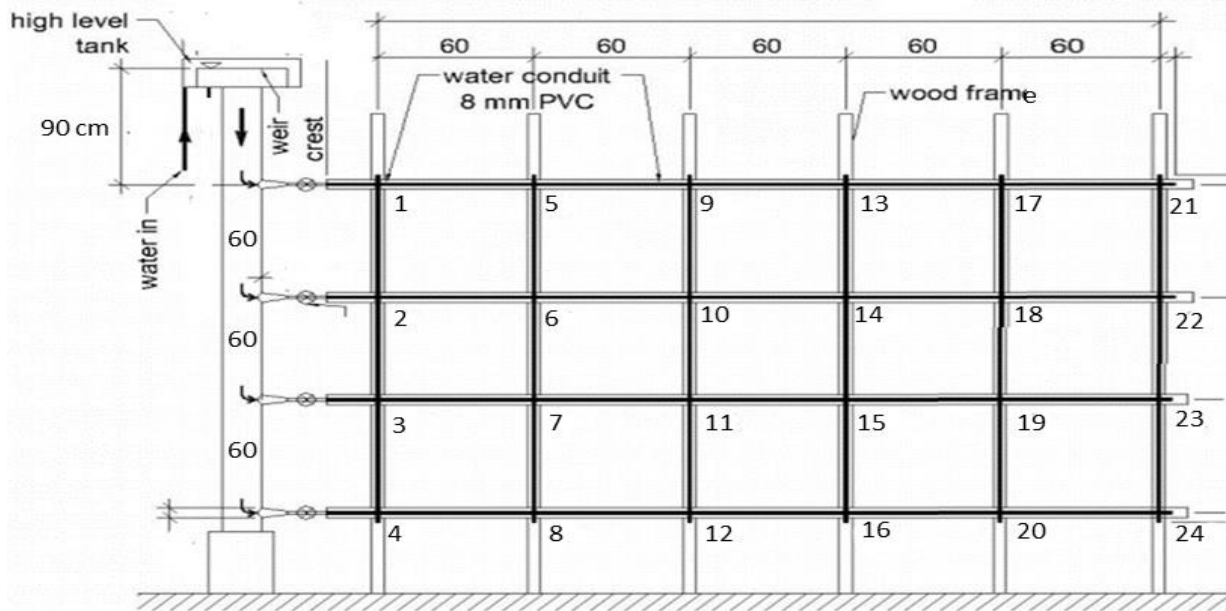 high level
tank
60 60 60 60 60
water conduit
8 mm PVC
wood frame
90 cm
weir
crest
water in
1 5 9 13 17 21
60
2 6 10 14 18 22
60
3 7 11 15 19 23
60
4 8 12 16 20 24